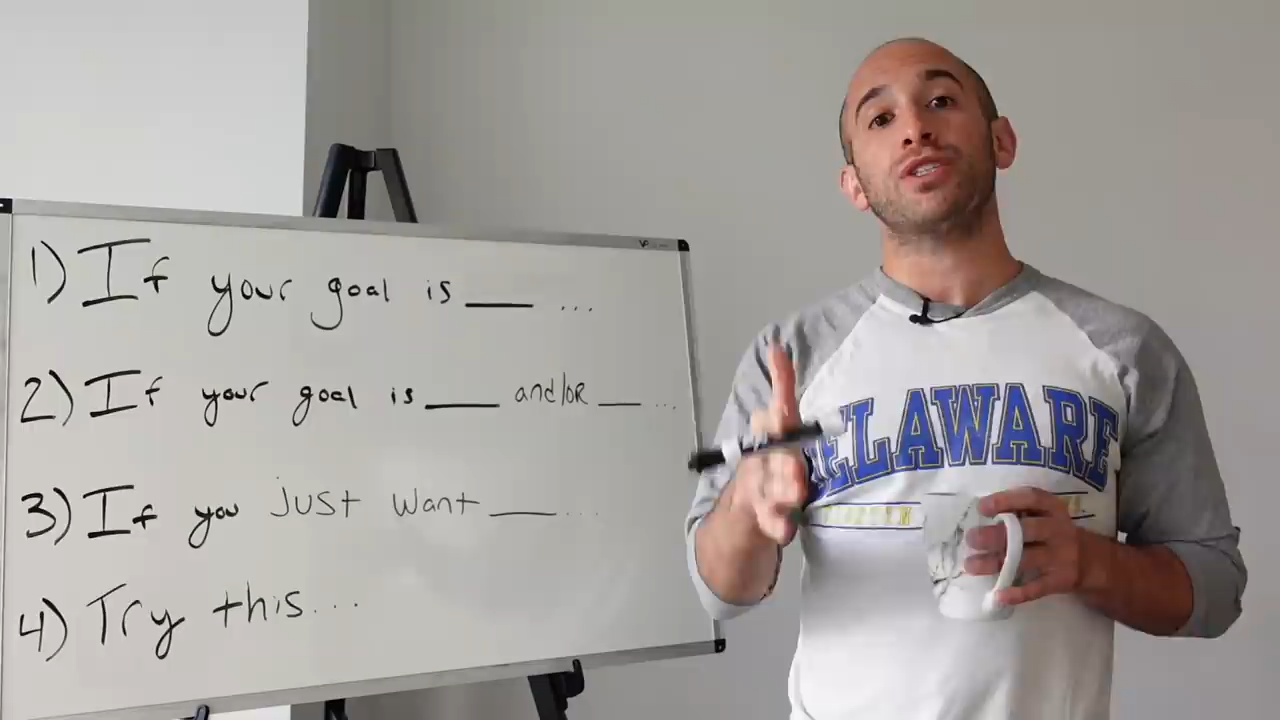 1) If your goal is ___ ...
2) If your goal is ___ and/or ___ ...
3) If you just want ___ ...
4) Try this...
DELAWARE